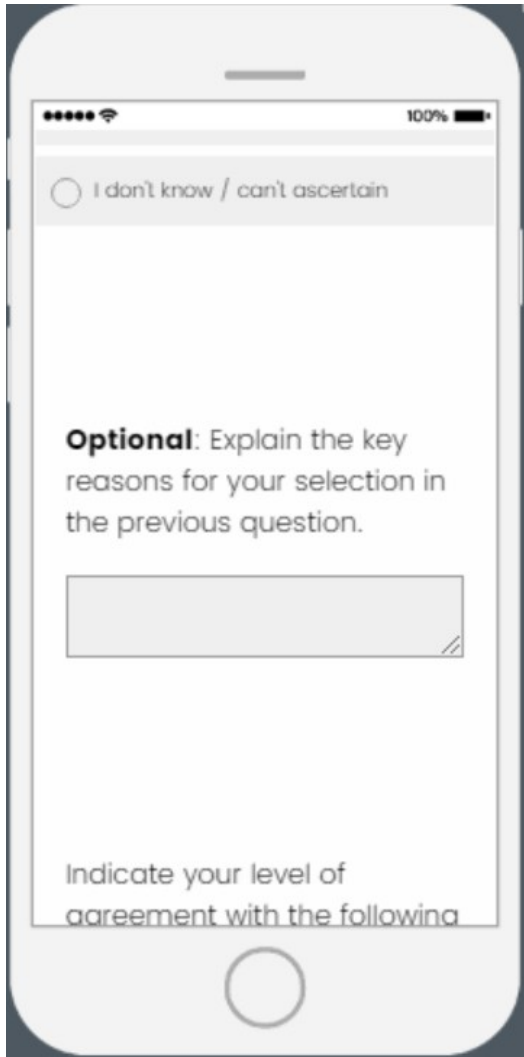 100%
I don't know / can't ascertain
Optional: Explain the key
reasons for your selection in
the previous question.
Indicate your level of
agreement with the following